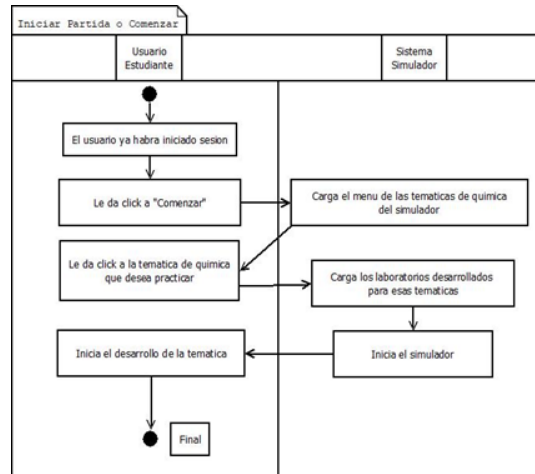 Iniciar Partida o Comenzar
Usuario
Estudiante
Sistema
Simulador
El usuario ya habra iniciado sesion
Le da click a "Comenzar"
Carga el menu de las tematicas de quimica
del simulador
Le da click a la tematica de quimica
que desea practicar
Carga los laboratorios desarrollados
para esas tematicas
Inicia el desarrollo de la tematica
Inicia el simulador
Final